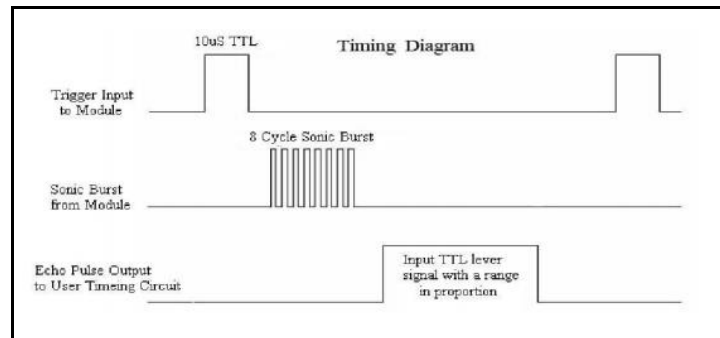 10uS TTL
Timing Diagram
Trigger Input
to Module
8 Cycle Sonic Burst
Sonic Burst
from Module
Echo Pulse Output
to User Timeing Circuit
Input TTL lever
signal with a range
in proportion